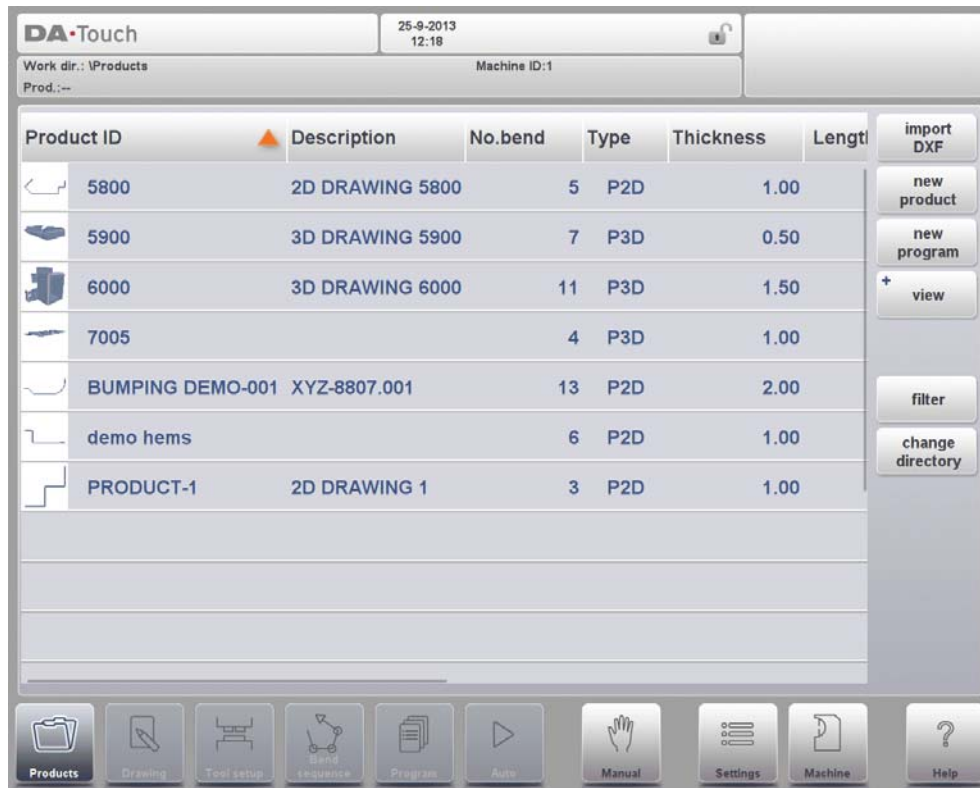 DA·Touch
25-9-2013
12:18
Work dir.: \Products
Machine ID:1
Prod.:--
Product ID Description No.bend Type Thickness Lengt
5800 2D DRAWING 5800 5 P2D 1.00
5900 3D DRAWING 5900 7 P3D 0.50
6000 3D DRAWING 6000 11 P3D 1.50
7005 4 P3D 1.00
BUMPING DEMO-001 XYZ-8807.001 13 P2D 2.00
demo hems 6 P2D 1.00
PRODUCT-1 2D DRAWING 1 3 P2D 1.00
import
DXF
new
product
new
program
+ view
filter
change
directory
Products
Drawing
Tool setup
Bend
sequence
Program
Auto
Manual
Settings
Machine
? Help